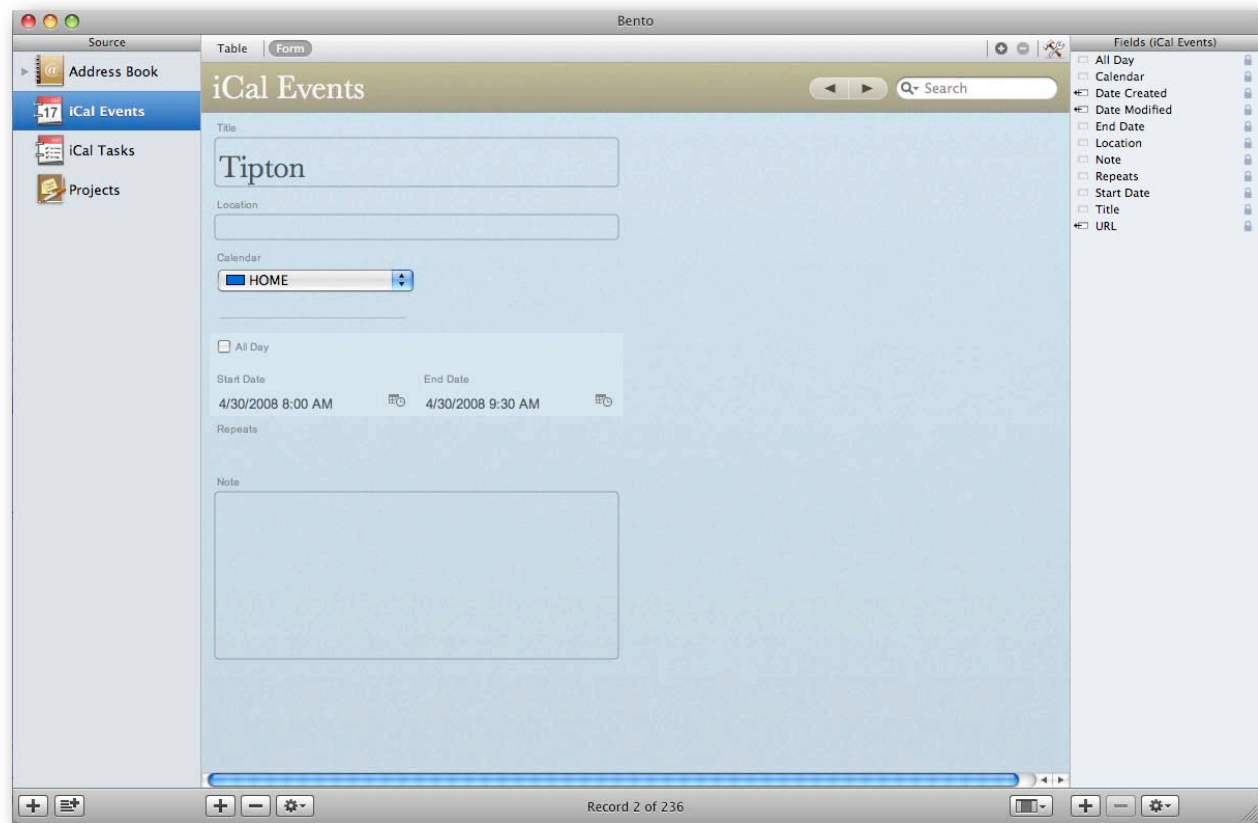 Bento
Source
Address Book
17 iCal Events
iCal Tasks
Projects
Table Form
iCal Events
Search
Title
Tipton
Location
Calendar
HOME
All Day
Start Date End Date
4/30/2008 8:00 AM 4/30/2008 9:30 AM
Repeats
Note
Record 2 of 236
Fields (iCal Events)
All Day
Calendar
Date Created
Date Modified
End Date
Location
Note
Repeats
Start Date
Title
URL